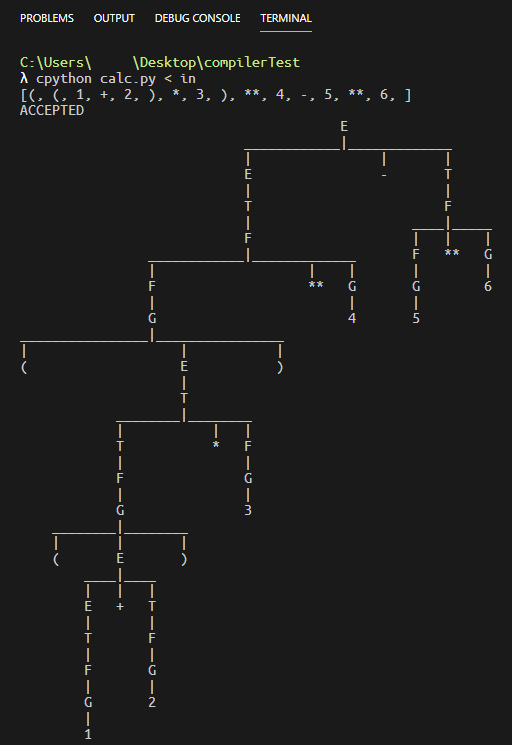 PROBLEMS OUTPUT DEBUG CONSOLE TERMINAL
C:\Users\ \Desktop\compilerTest
λ cpython calc.py < in
[(, (, 1, +, 2, ), *, 3, ), **, 4, -, 5, **, 6, ]
ACCEPTED
E
E - T
T F
F F ** G
F ** G G 6
G 4 5
( E )
T
T * F
F G
G 3
( E )
E + T
T F
F G
G 2
1